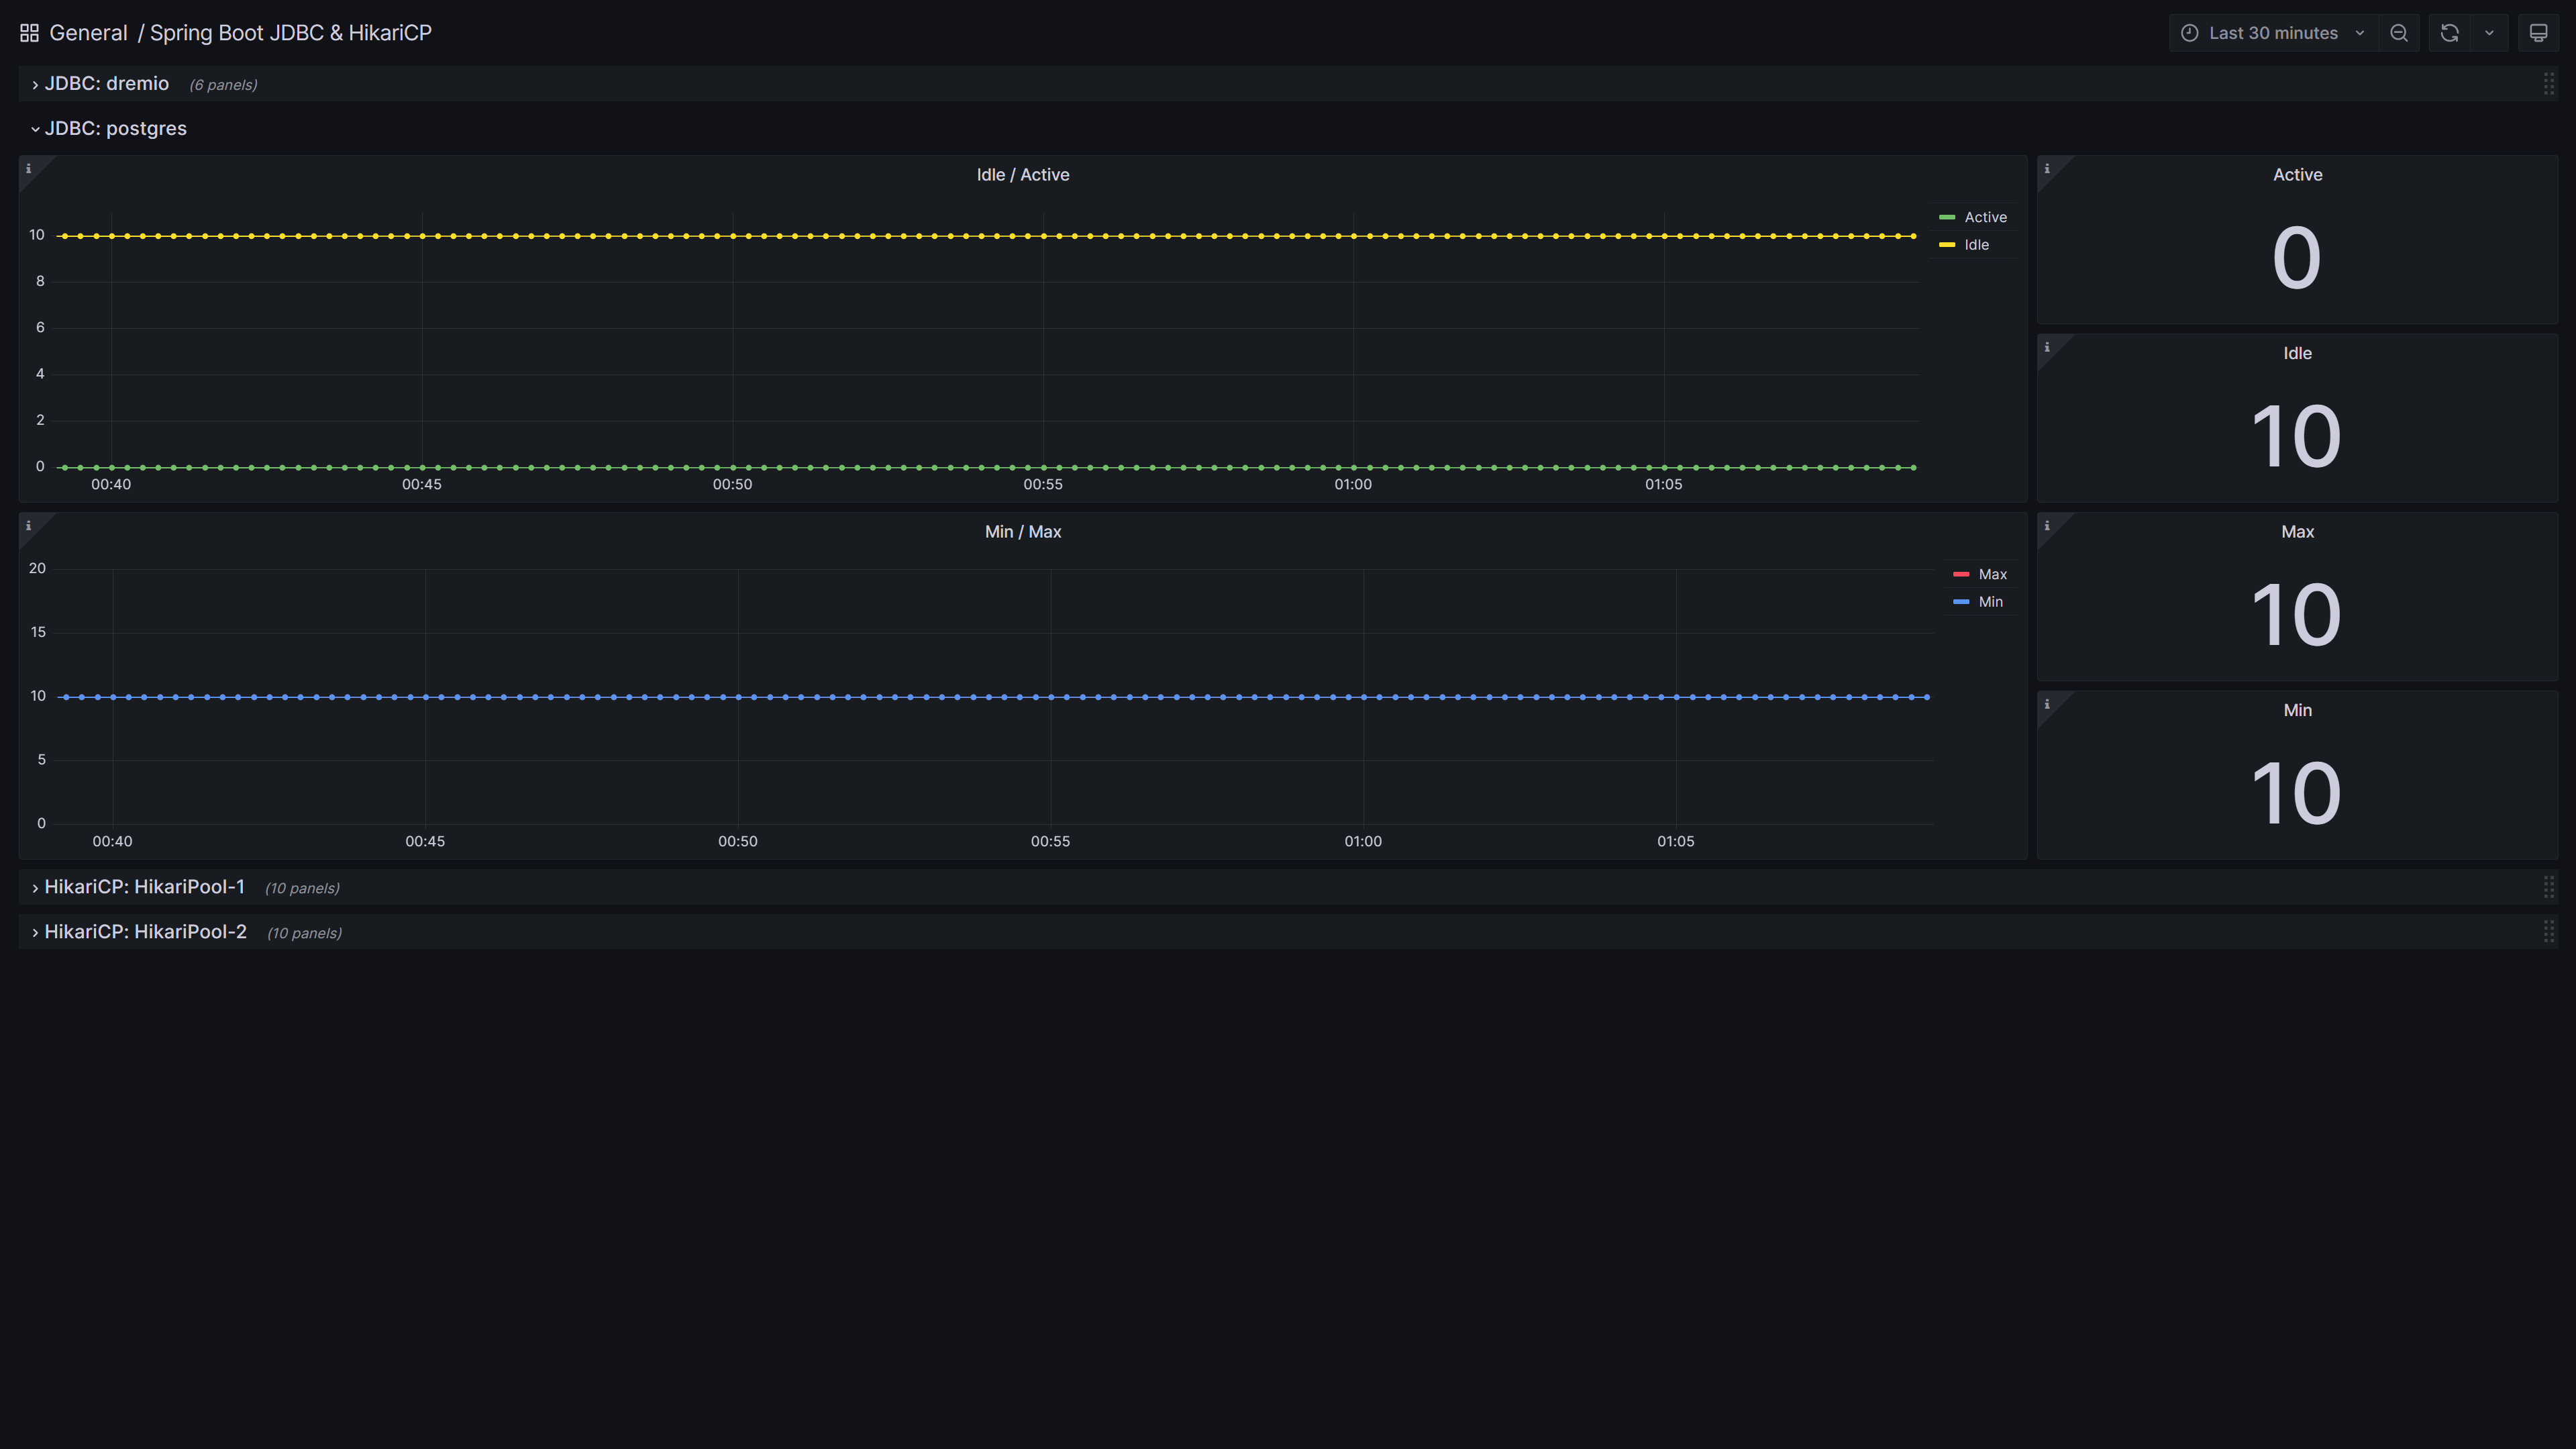 General / Spring Boot JDBC & HikariCP
Last 30 minutes
JDBC: dremio (6 panels)
JDBC: postgres
Idle / Active
10
8
6
4
2
0
00:40 00:45 00:50 00:55 01:00 01:05
Active
Idle
Active
0
Idle
10
Min / Max
20
15
10
5
0
00:40 00:45 00:50 00:55 01:00 01:05
Max
Min
Max
10
Min
10
HikariCP: HikariPool-1 (10 panels)
HikariCP: HikariPool-2 (10 panels)